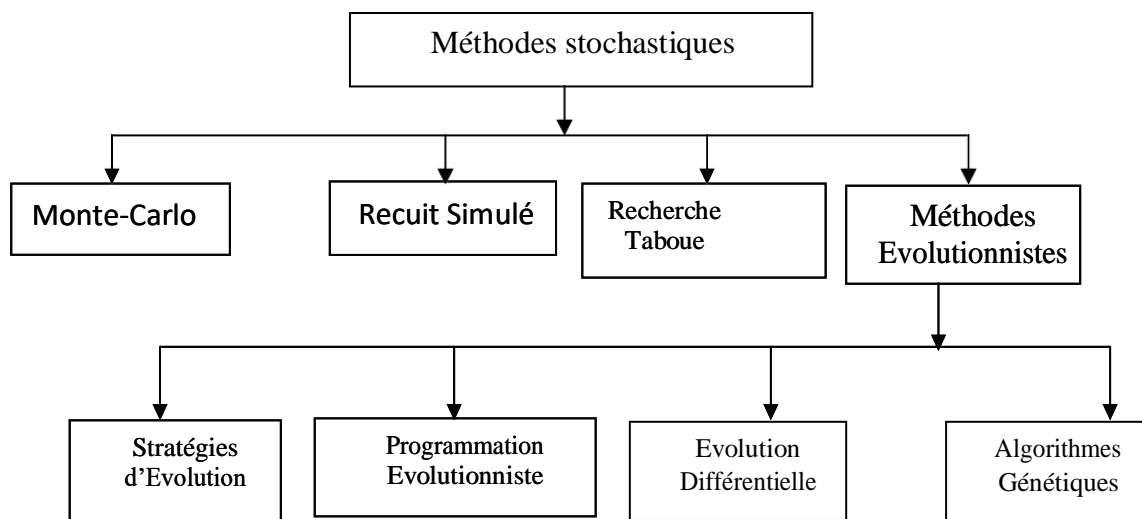 Méthodes stochastiques
Monte-Carlo
Recuit Simulé
Recherche
Taboue
Méthodes
Evolutionnistes
Stratégies
d’Evolution
Programmation
Evolutionniste
Evolution
Différentielle
Algorithmes
Génétiques